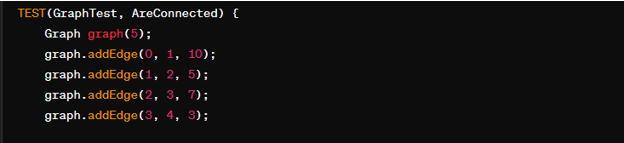 TEST(GraphTest, AreConnected) {
    Graph graph(5);
    graph.addEdge(0, 1, 10);
    graph.addEdge(1, 2, 5);
    graph.addEdge(2, 3, 7);
    graph.addEdge(3, 4, 3);